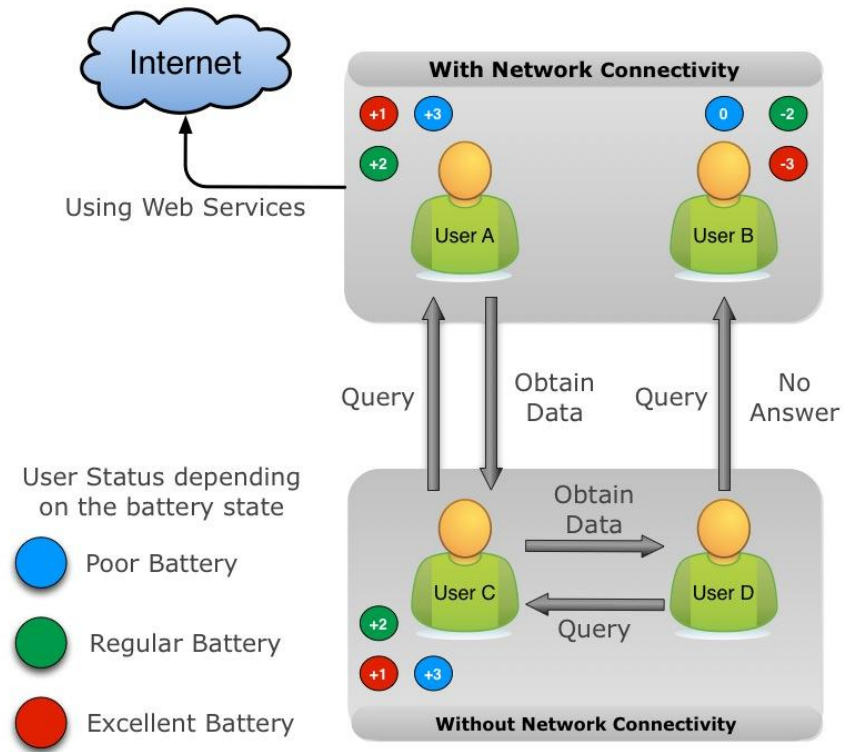 Internet
With Network Connectivity
+1
+3
0
-2
+2
-3
Using Web Services
User A
User B
Query
Obtain
Data
Query
No
Answer
User Status depending
on the battery state
Poor Battery
Regular Battery
Excellent Battery
Obtain
Data
User C
User D
Query
+2
+1
+3
Without Network Connectivity